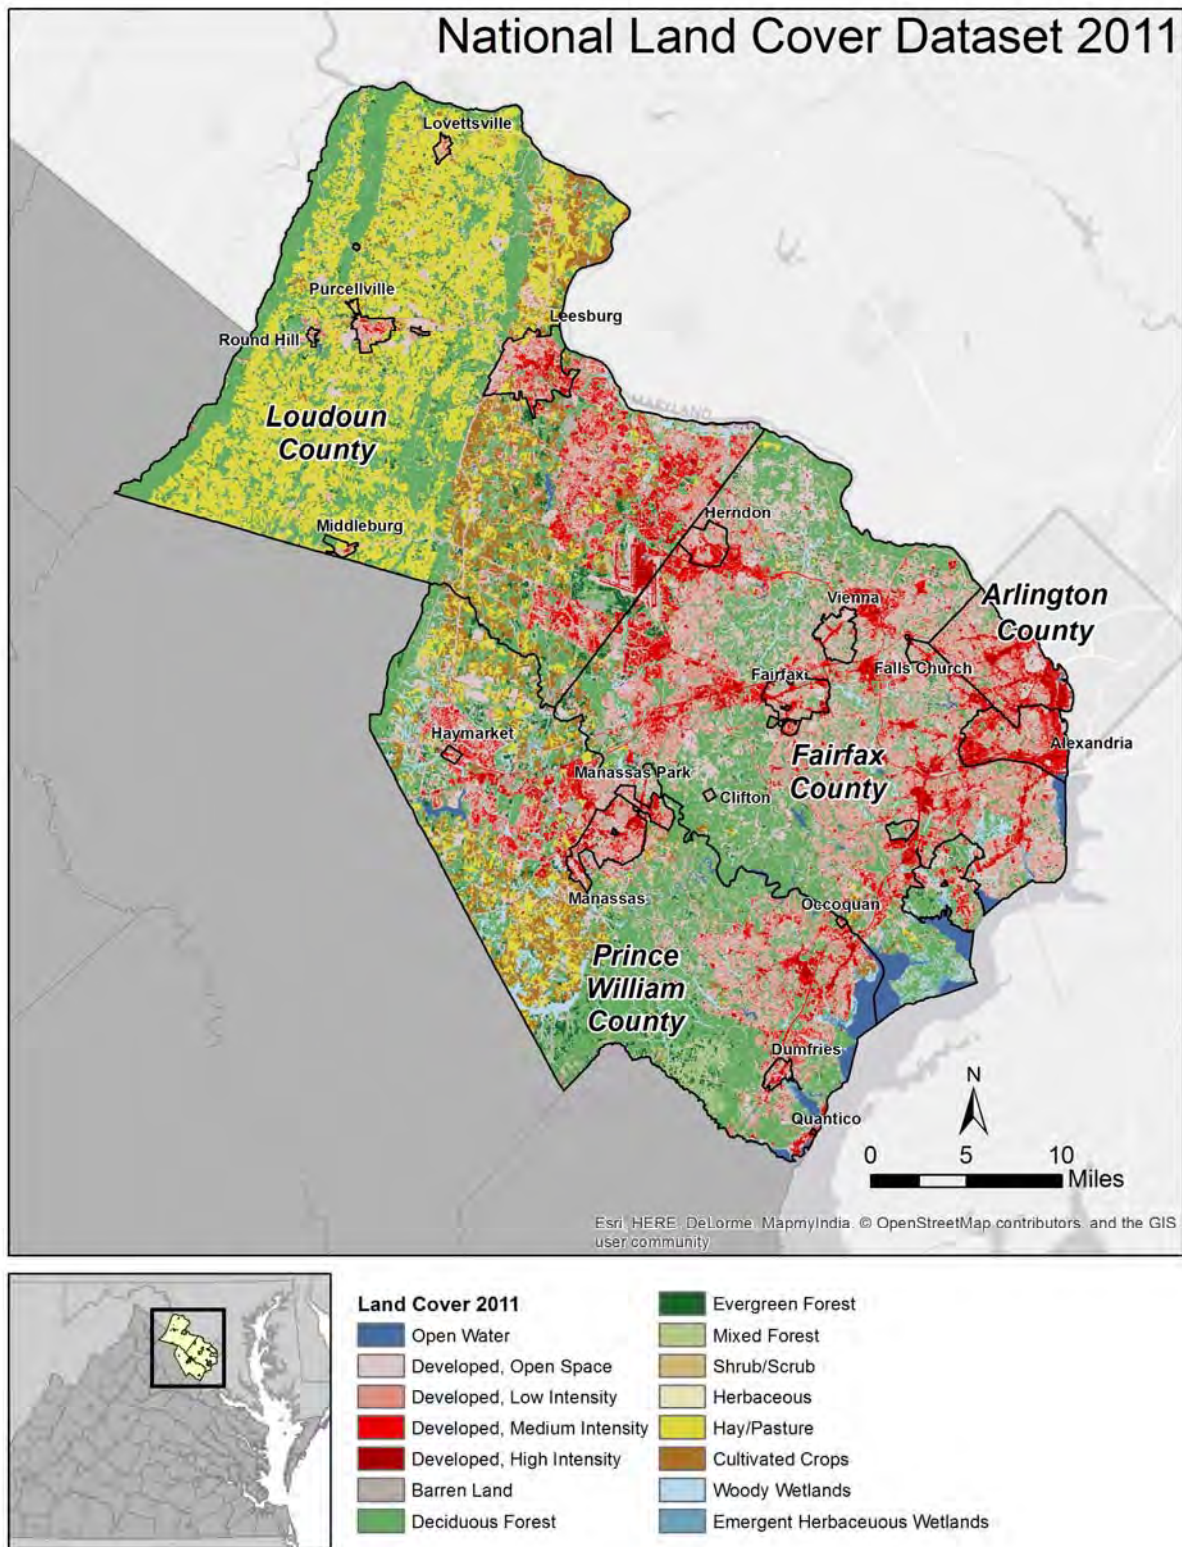 National Land Cover Dataset 2011
Lovettsville
Purcellville
Leesburg
Round Hill
MARYLAND
Loudoun
County
Middleburg
Herndon
Vienna
Arlington
County
Falls Church
Fairfax
Haymarket
Alexandria
Fairfax
County
Manassas Park
Clifton
Manassas
Occoquan
Prince
William
County
Dumfries
Quantico
N
0 5 10
Miles
Esri, HERE, DeLorme, MapmyIndia, © OpenStreetMap contributors, and the GIS
user community
Land Cover 2011
Open Water
Developed, Open Space
Developed, Low Intensity
Developed, Medium Intensity
Developed, High Intensity
Barren Land
Deciduous Forest
Evergreen Forest
Mixed Forest
Shrub/Scrub
Herbaceous
Hay/Pasture
Cultivated Crops
Woody Wetlands
Emergent Herbaceuous Wetlands